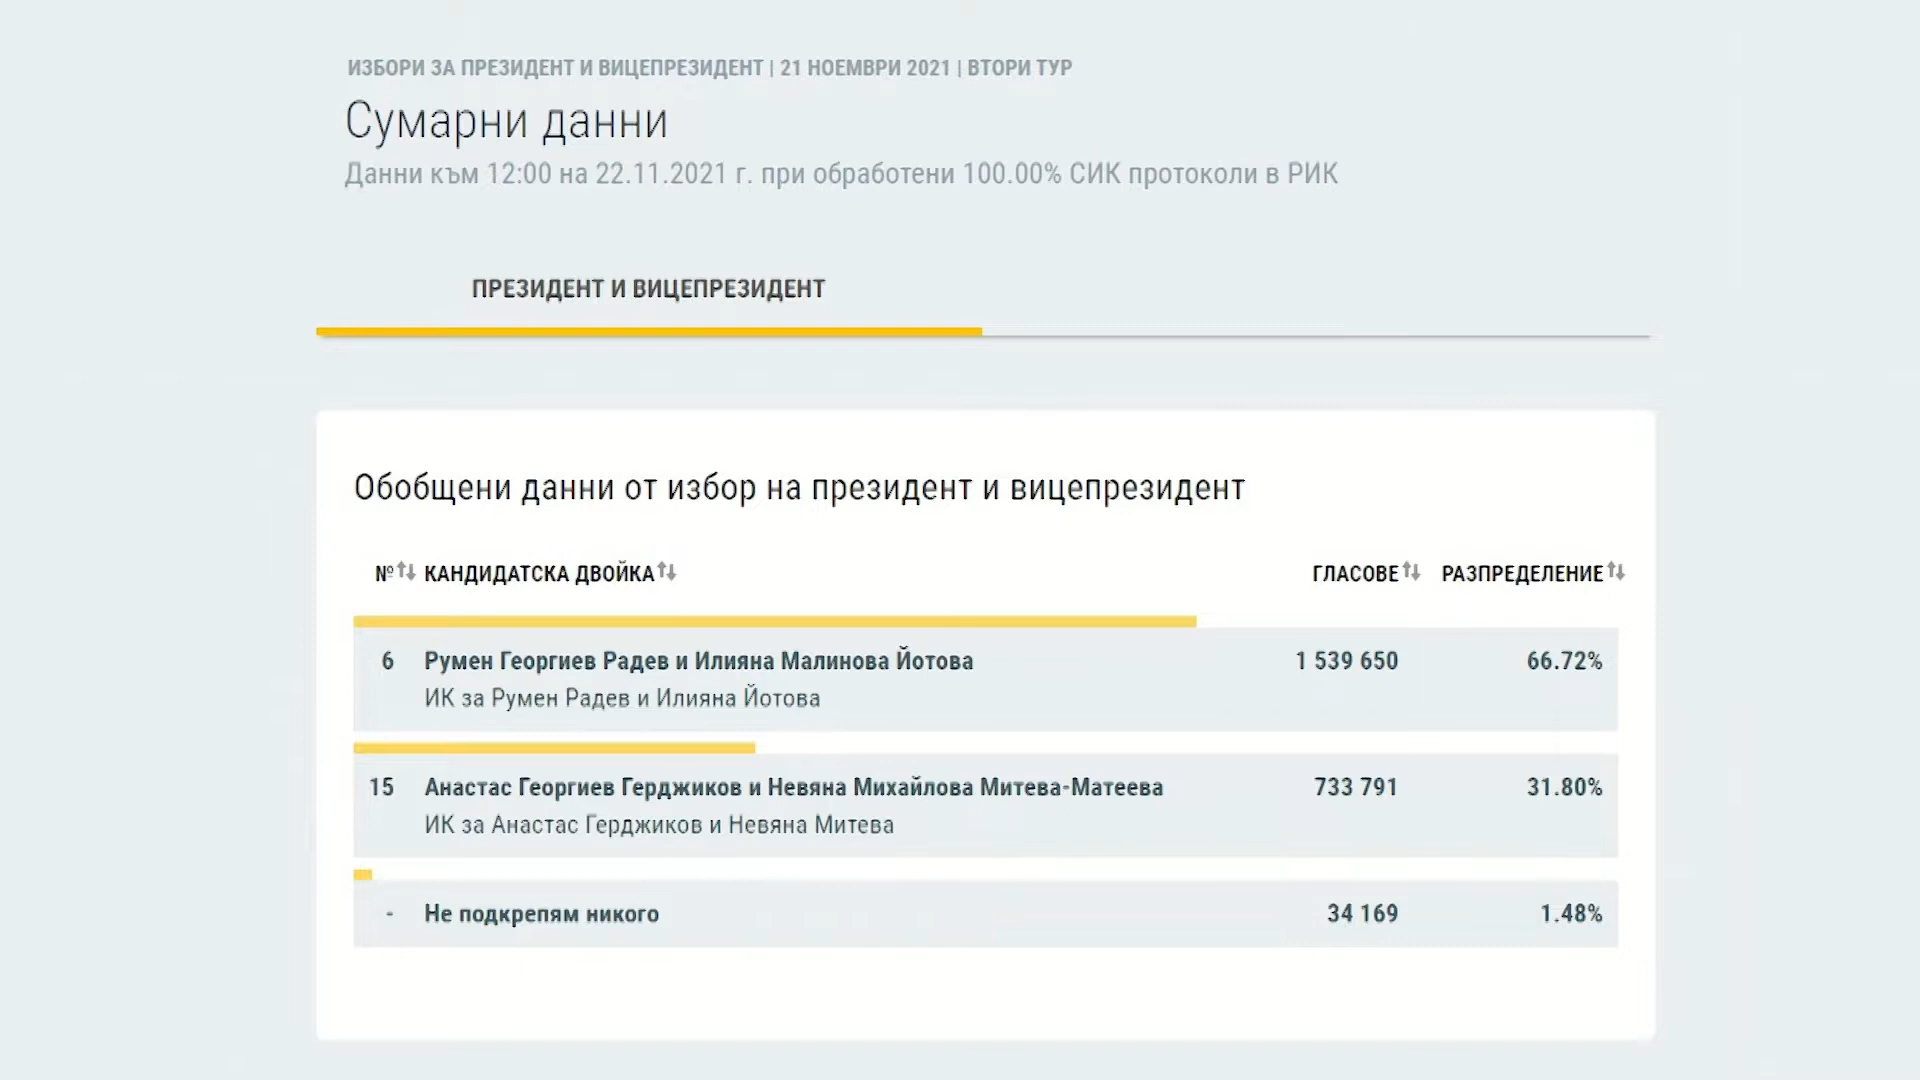 ИЗБОРИ ЗА ПРЕЗИДЕНТ И ВИЦЕПРЕЗИДЕНТ | 21 НОЕМВРИ 2021 | ВТОРИ ТУР
Сумарни данни
Данни към 12:00 на 22.11.2021 г. при обработени 100.00% СИК протоколи в РИК
ПРЕЗИДЕНТ И ВИЦЕПРЕЗИДЕНТ
Обобщени данни от избор на президент и вицепрезидент
№ КАНДИДАТСКА ДВОЙКА ГЛАСОВЕ РАЗПРЕДЕЛЕНИЕ
6 Румен Георгиев Радев и Илияна Малинова Йотова 1 539 650 66.72%
ИК за Румен Радев и Илияна Йотова
15 Анастас Георгиев Герджиков и Невяна Михайлова Митева-Матеева 733 791 31.80%
ИК за Анастас Герджиков и Невяна Митева
- Не подкрепям никого 34 169 1.48%